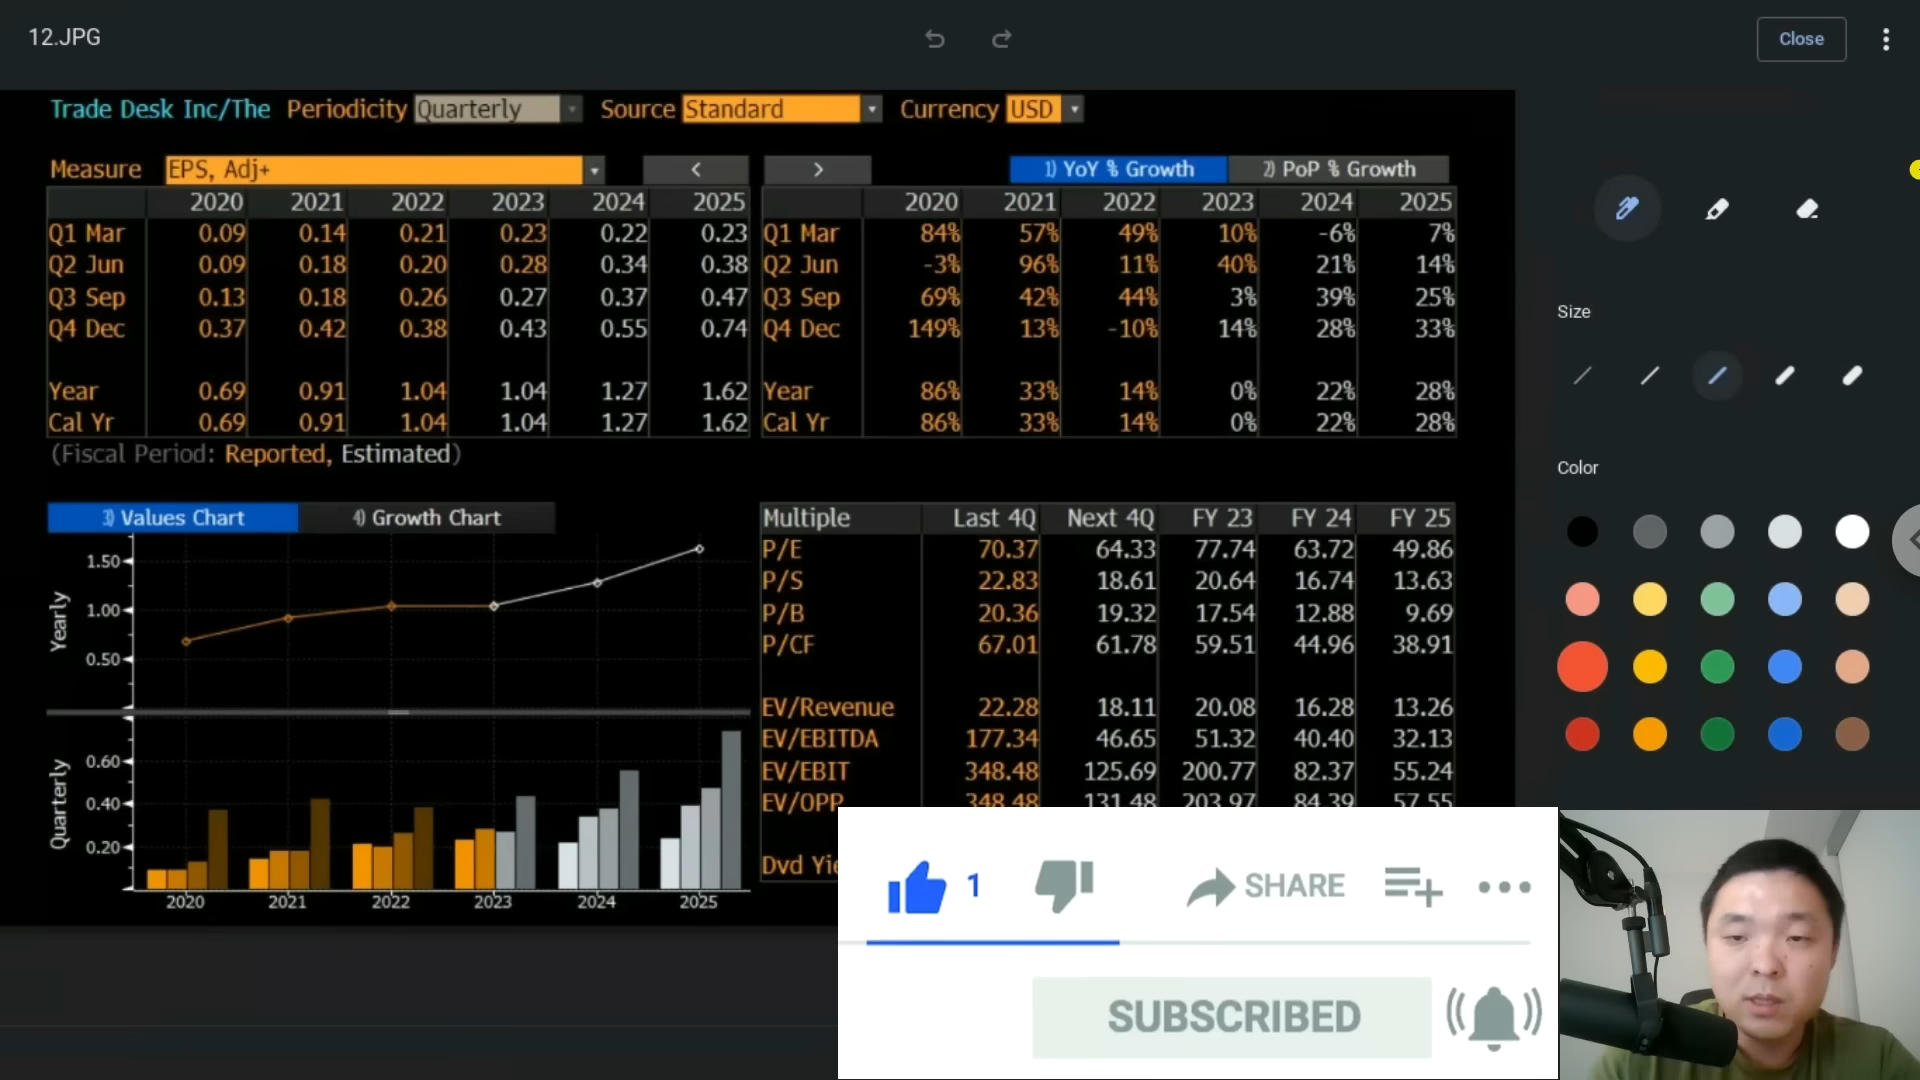 12.JPG
Close
Trade Desk Inc/The Periodicity Quarterly Source Standard Currency USD
Measure EPS, Adj+ < > 1) YoY % Growth 2) PoP % Growth
2020 2021 2022 2023 2024 2025 2020 2021 2022 2023 2024 2025
Q1 Mar 0.09 0.14 0.21 0.23 0.22 0.23 Q1 Mar 84% 57% 49% 10% -6% 7%
Q2 Jun 0.09 0.18 0.20 0.28 0.34 0.38 Q2 Jun -3% 96% 11% 40% 21% 14%
Q3 Sep 0.13 0.18 0.26 0.27 0.37 0.47 Q3 Sep 69% 42% 44% 3% 39% 25%
Q4 Dec 0.37 0.42 0.38 0.43 0.55 0.74 Q4 Dec 149% 13% -10% 14% 28% 33%
Year 0.69 0.91 1.04 1.04 1.27 1.62 Year 86% 33% 14% 0% 22% 28%
Cal Yr 0.69 0.91 1.04 1.04 1.27 1.62 Cal Yr 86% 33% 14% 0% 22% 28%
(Fiscal Period: Reported, Estimated)
3) Values Chart 4) Growth Chart
Yearly
1.50
1.00
0.50
Quarterly
0.60
0.40
0.20
2020 2021 2022 2023 2024 2025
Multiple Last 4Q Next 4Q FY 23 FY 24 FY 25
P/E 70.37 64.33 77.74 63.72 49.86
P/S 22.83 18.61 20.64 16.74 13.63
P/B 20.36 19.32 17.54 12.88 9.69
P/CF 67.01 61.78 59.51 44.96 38.91
EV/Revenue 22.28 18.11 20.08 16.28 13.26
EV/EBITDA 177.34 46.65 51.32 40.40 32.13
EV/EBIT 348.48 125.69 200.77 82.37 55.24
EV/OPR 348.48 131.48 203.97 84.39 57.55
Dvd Yie
Size
Color
1 SHARE
SUBSCRIBED